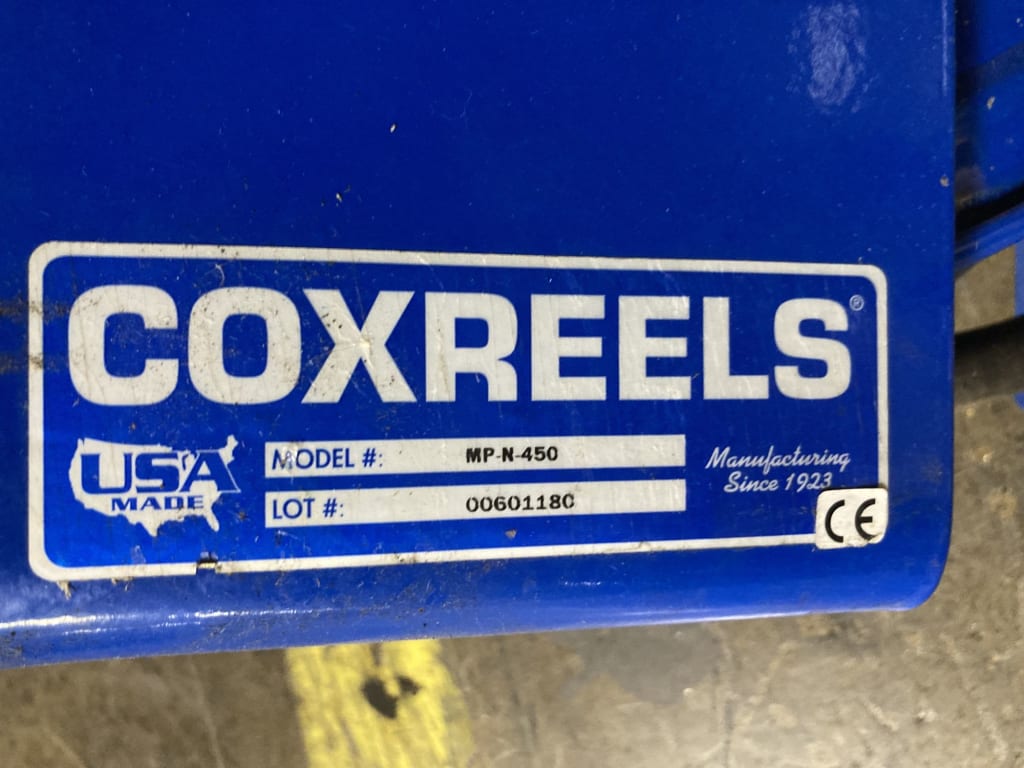 COXREELS®
USA
MADE
MODEL #: MP-N-450
LOT #: 00601180
Manufacturing
Since 1923
CE